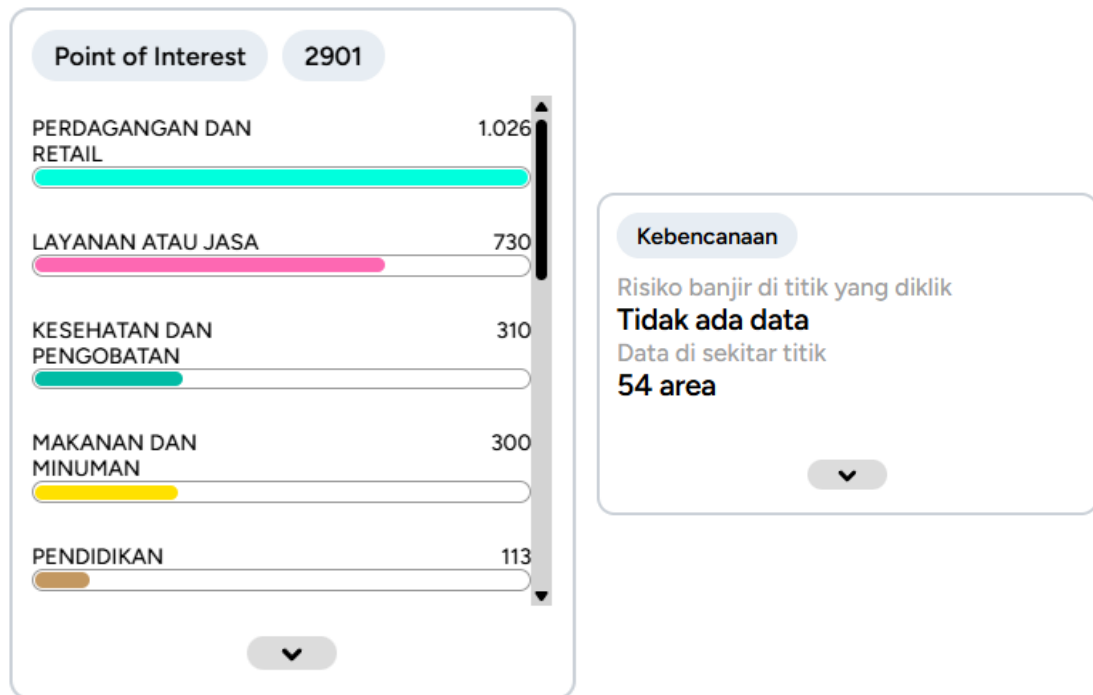 Point of Interest 2901
PERDAGANGAN DAN 1.026
RETAIL
LAYANAN ATAU JASA 730
KESEHATAN DAN 310
PENGOBATAN
MAKANAN DAN 300
MINUMAN
PENDIDIKAN 113
Kebencanaan
Risiko banjir di titik yang diklik
Tidak ada data
Data di sekitar titik
54 area